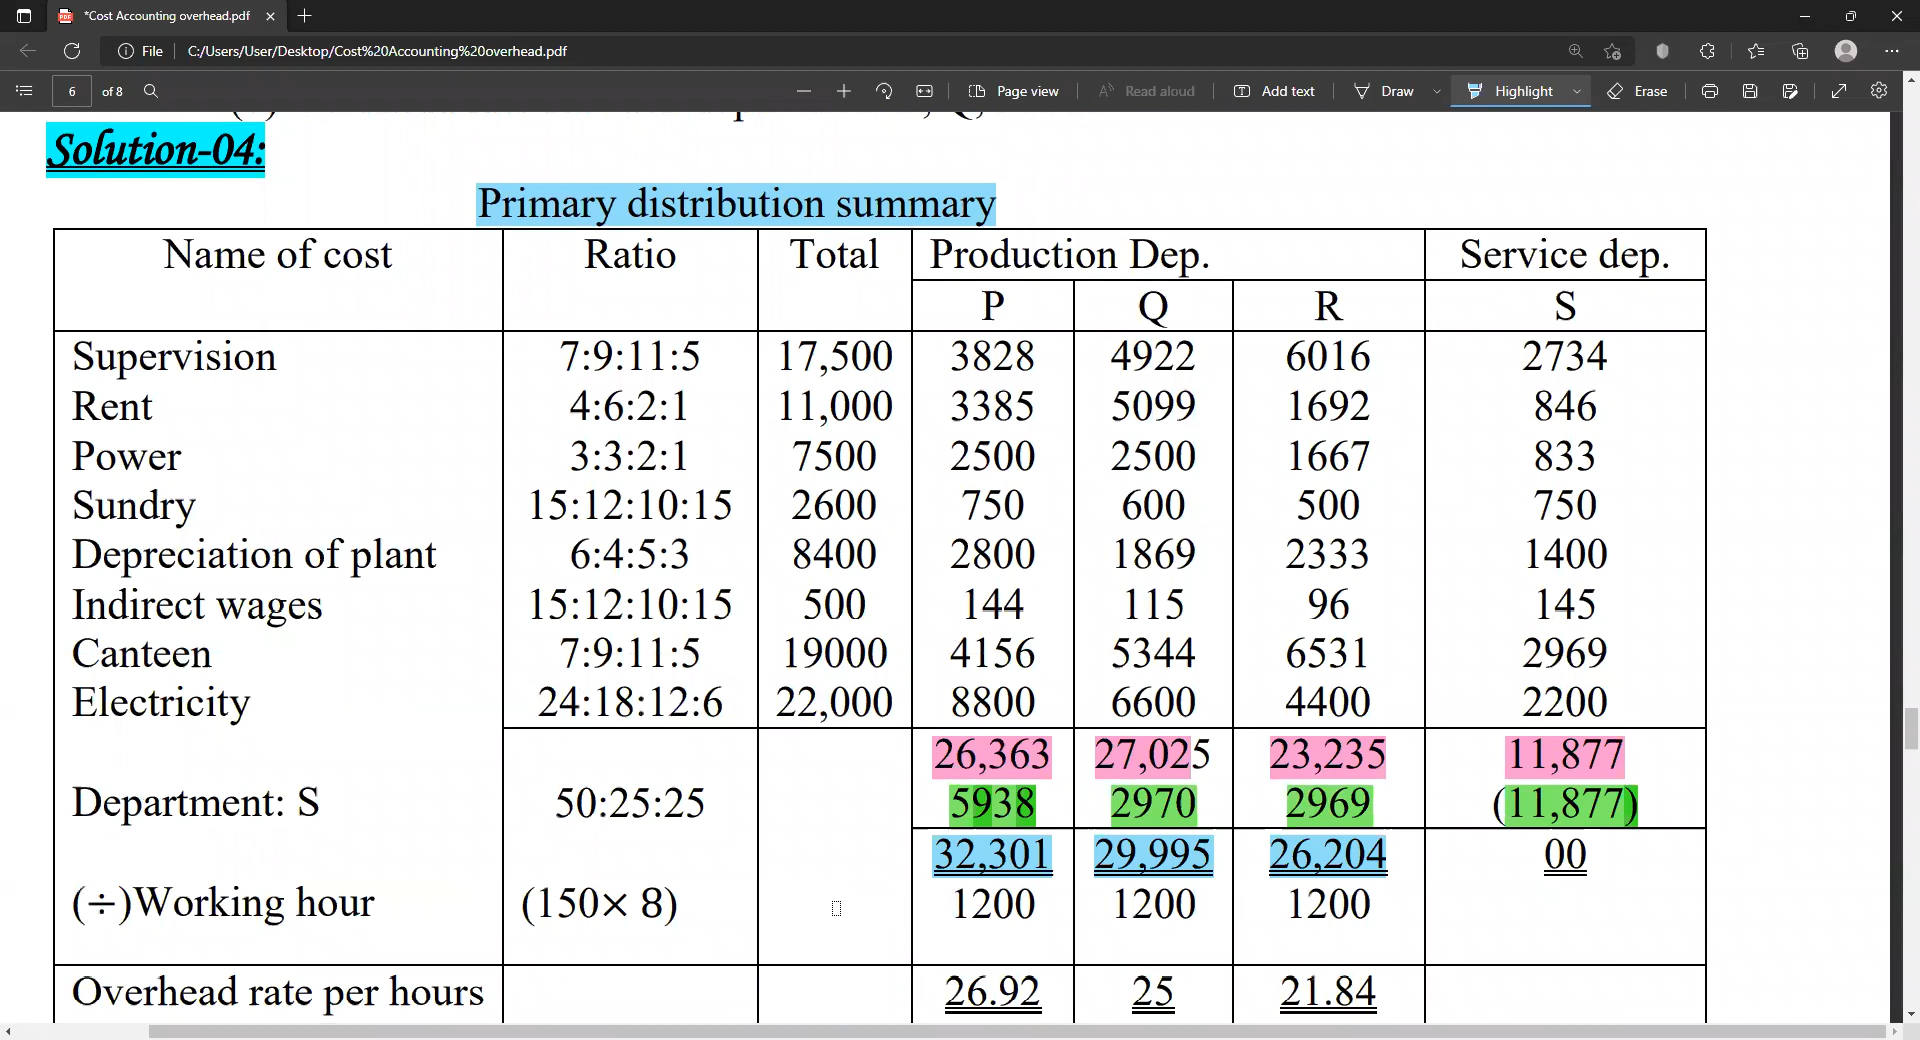 *Cost Accounting overhead.pdf
File C:/Users/User/Desktop/Cost%20Accounting%20overhead.pdf
6 of 8 Page view Read aloud Add text Draw Highlight Erase
Solution-04:
Primary distribution summary
Name of cost Ratio Total Production Dep. Service dep.
P Q R S
Supervision 7:9:11:5 17,500 3828 4922 6016 2734
Rent 4:6:2:1 11,000 3385 5099 1692 846
Power 3:3:2:1 7500 2500 2500 1667 833
Sundry 15:12:10:15 2600 750 600 500 750
Depreciation of plant 6:4:5:3 8400 2800 1869 2333 1400
Indirect wages 15:12:10:15 500 144 115 96 145
Canteen 7:9:11:5 19000 4156 5344 6531 2969
Electricity 24:18:12:6 22,000 8800 6600 4400 2200
26,363 27,025 23,235 11,877
Department: S 50:25:25 5938 2970 2969 (11,877)
32,301 29,995 26,204 00
(÷)Working hour (150× 8) 1200 1200 1200
Overhead rate per hours 26.92 25 21.84